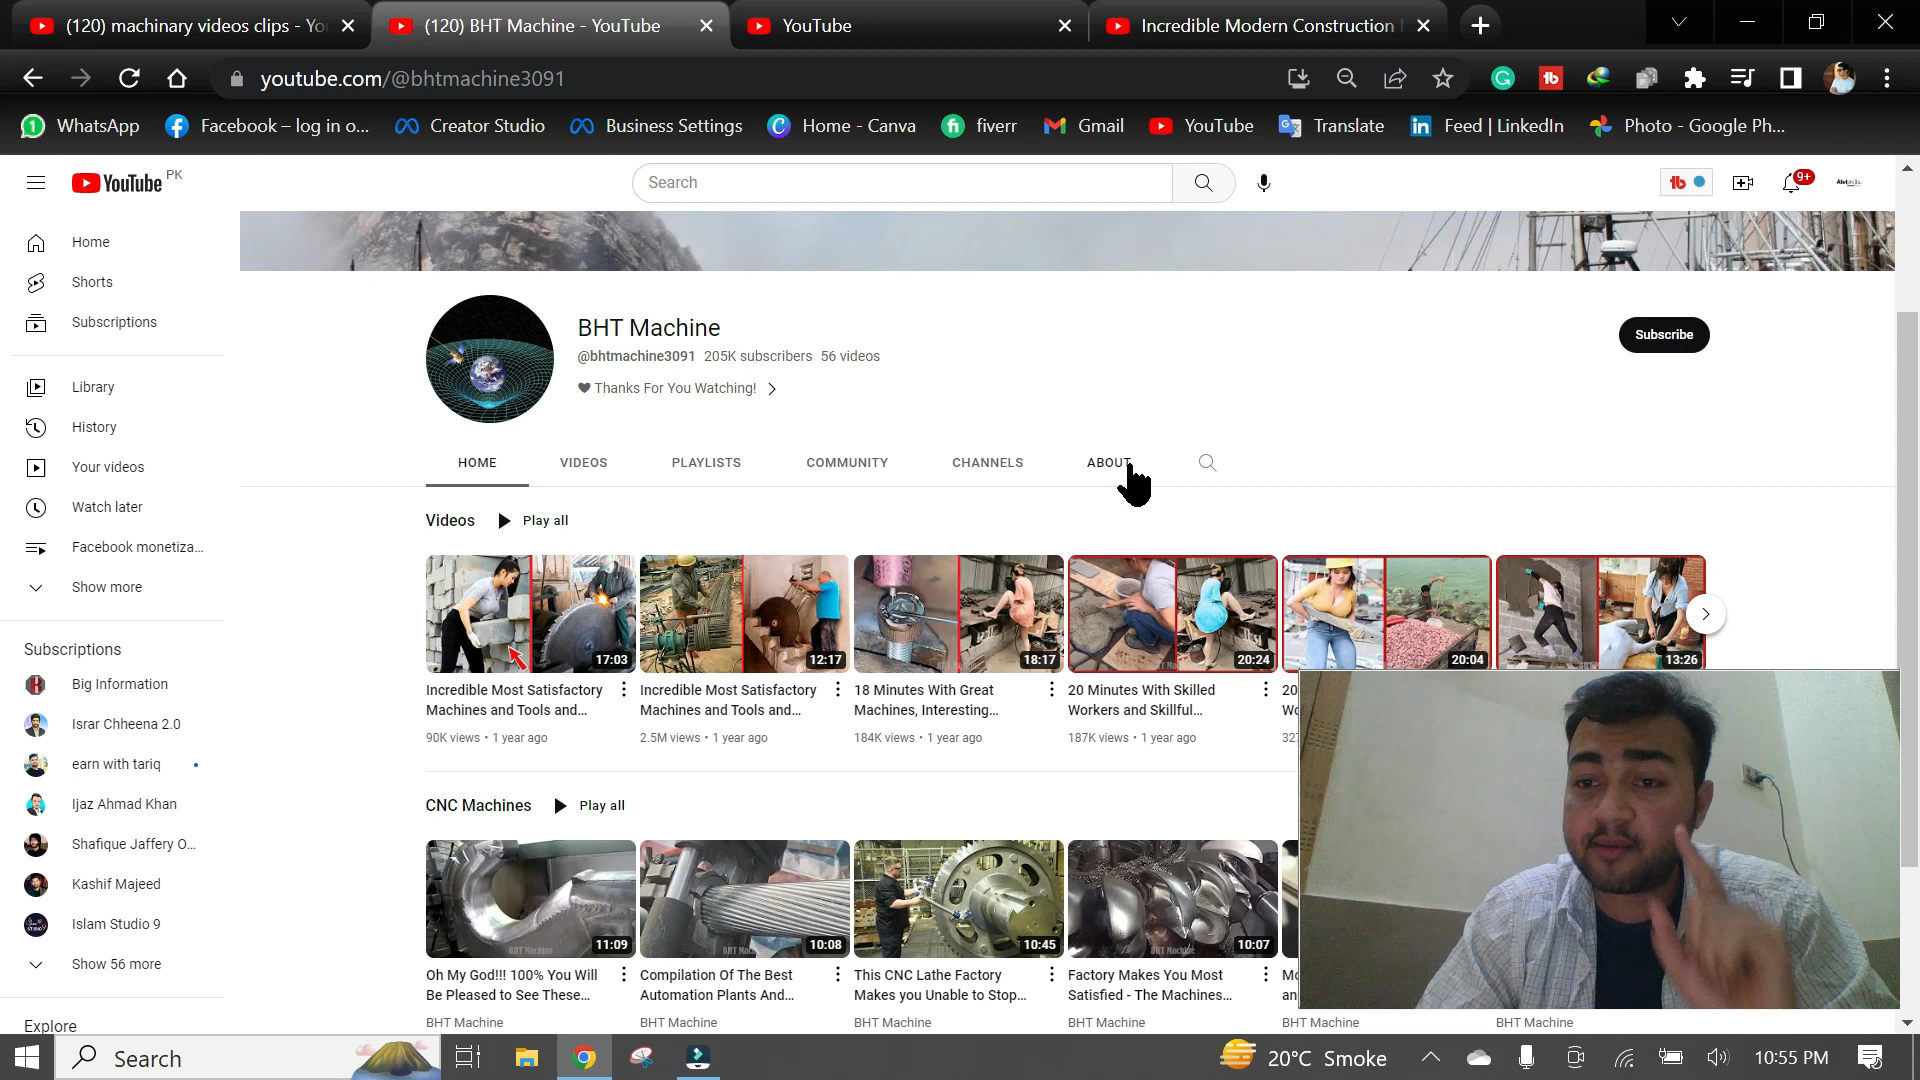 (120) machinary videos clips - Yo
(120) BHT Machine - YouTube
YouTube
Incredible Modern Construction
youtube.com/@bhtmachine3091
WhatsApp
Facebook – log in o...
Creator Studio
Business Settings
Home - Canva
fiverr
Gmail
YouTube
Translate
Feed | LinkedIn
Photo - Google Ph...
YouTube PK
Search
9+
Home
Shorts
Subscriptions
Library
History
Your videos
Watch later
Facebook monetiza...
Show more
Subscriptions
Big Information
Israr Chheena 2.0
earn with tariq
Ijaz Ahmad Khan
Shafique Jaffery O...
Kashif Majeed
Islam Studio 9
Show 56 more
Explore
BHT Machine
@bhtmachine3091 205K subscribers 56 videos
Thanks For You Watching!
Subscribe
HOME VIDEOS PLAYLISTS COMMUNITY CHANNELS ABOUT
Videos Play all
17:03
12:17
18:17
20:24
20:04
13:26
Incredible Most Satisfactory
Machines and Tools and...
90K views • 1 year ago
Incredible Most Satisfactory
Machines and Tools and...
2.5M views • 1 year ago
18 Minutes With Great
Machines, Interesting...
184K views • 1 year ago
20 Minutes With Skilled
Workers and Skillful...
187K views • 1 year ago
20
Wo
327
CNC Machines Play all
11:09
10:08
10:45
10:07
Oh My God!!! 100% You Will
Be Pleased to See These...
BHT Machine
Compilation Of The Best
Automation Plants And...
BHT Machine
This CNC Lathe Factory
Makes you Unable to Stop...
BHT Machine
Factory Makes You Most
Satisfied - The Machines...
BHT Machine
Mo
an
BHT Machine
BHT Machine
Search
20°C Smoke
10:55 PM